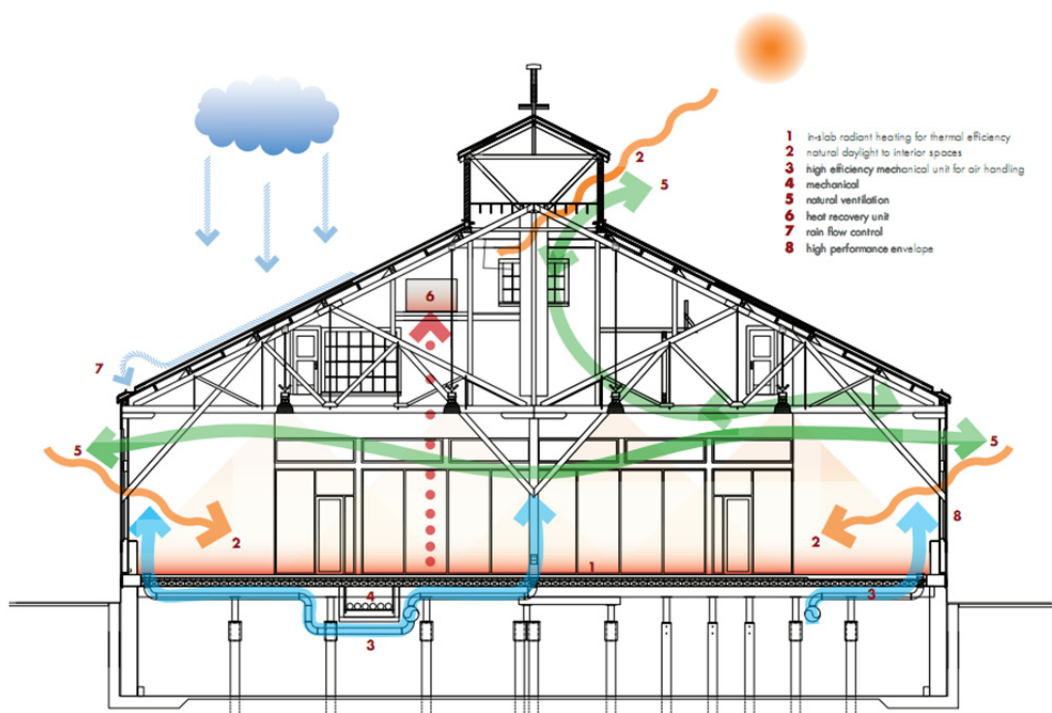 2
5
1 in-slab radiant heating for thermal efficiency
2 natural daylight to interior spaces
3 high efficiency mechanical unit for air handling
4 mechanical
5 natural ventilation
6 heat recovery unit
7 rain flow control
8 high performance envelope
6
7
5
5
2
2
8
1
4
3
3